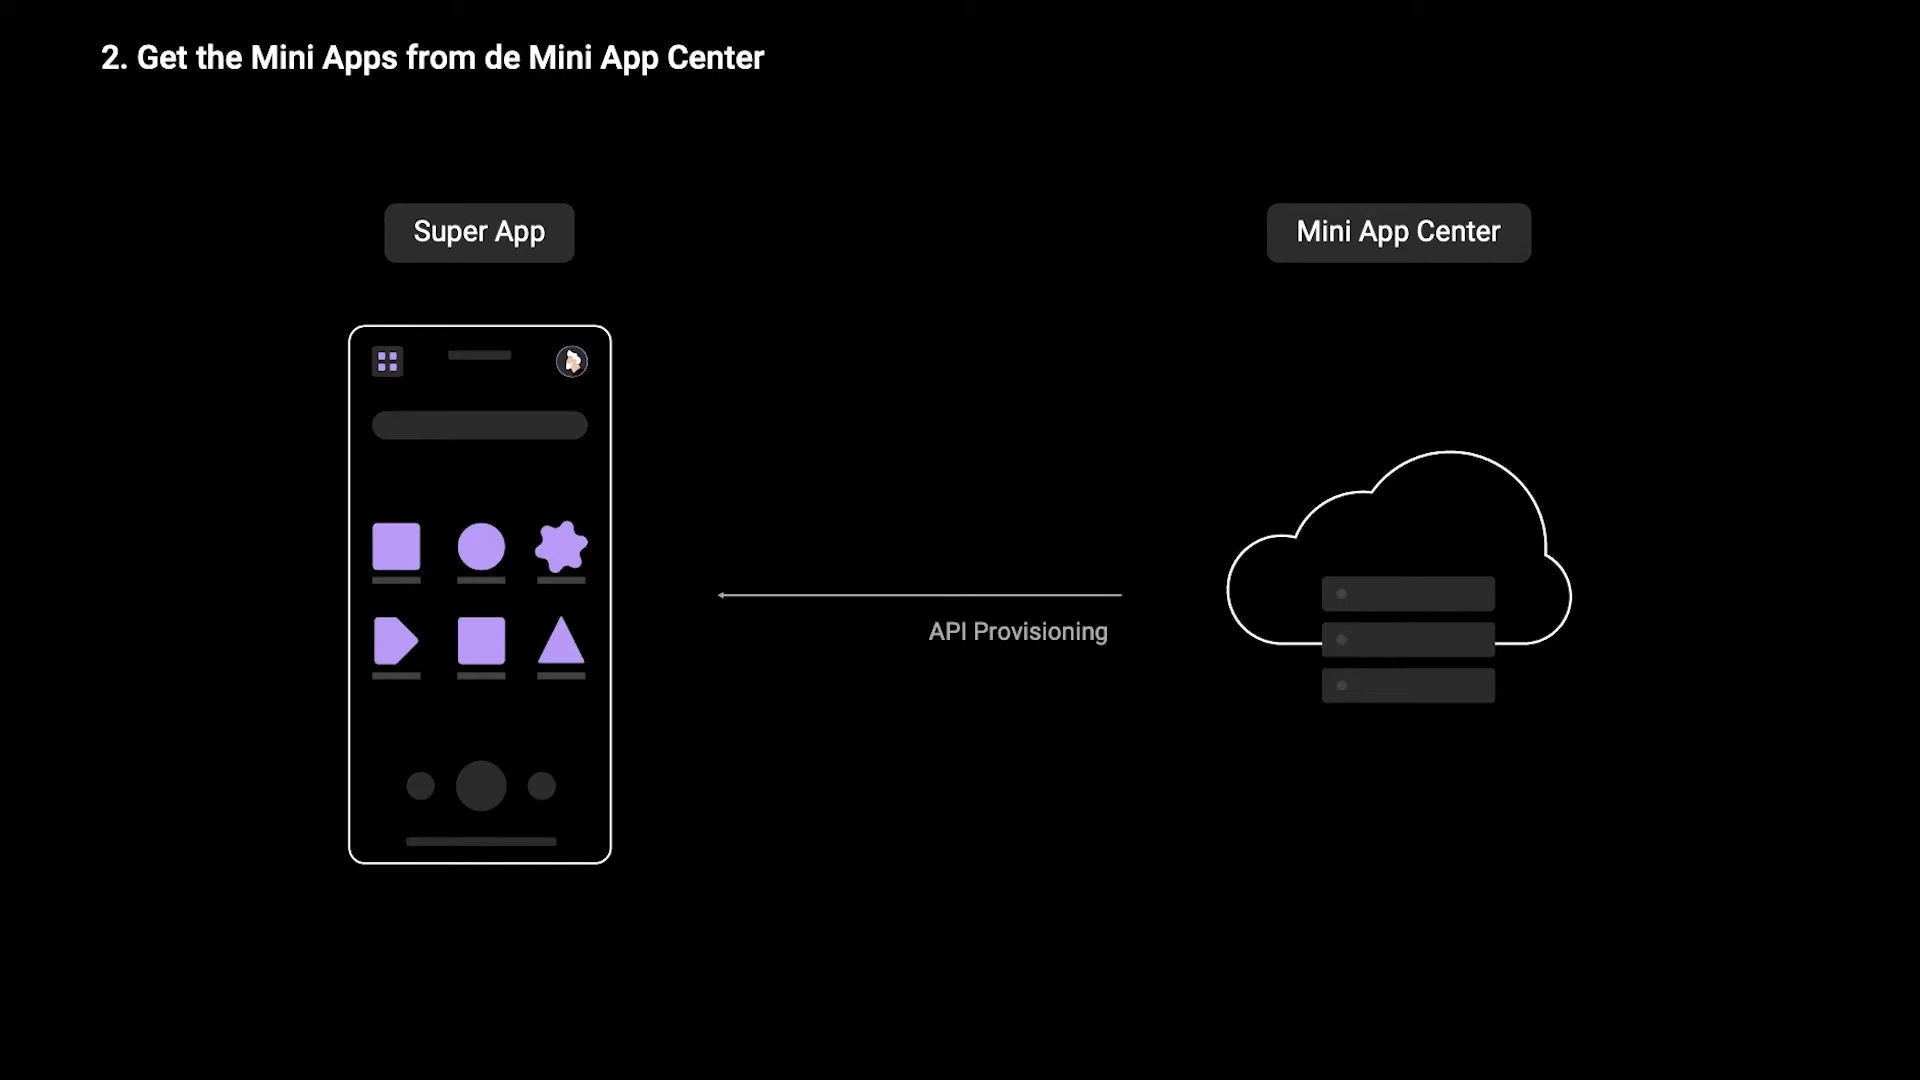 2. Get the Mini Apps from de Mini App Center
Super App
Mini App Center
API Provisioning